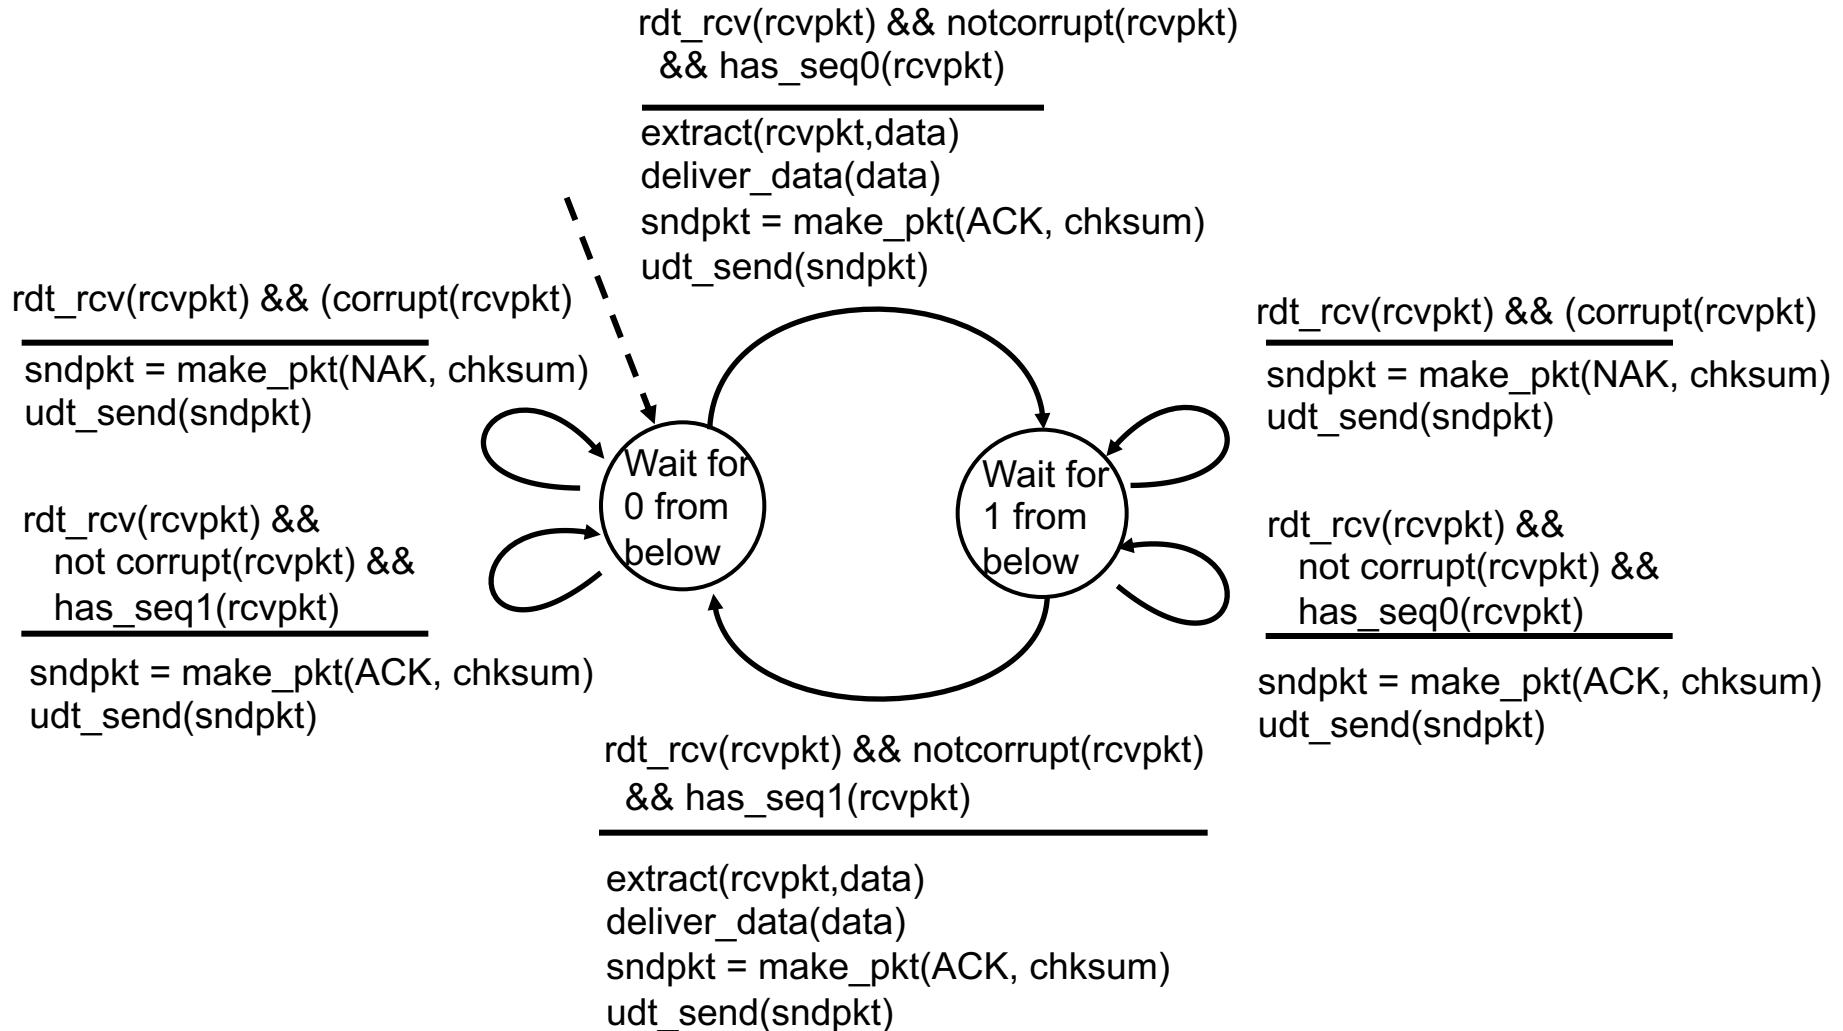 rdt_rcv(rcvpkt) && notcorrupt(rcvpkt)
&& has_seq0(rcvpkt)
extract(rcvpkt,data)
deliver_data(data)
sndpkt = make_pkt(ACK, chksum)
udt_send(sndpkt)
rdt_rcv(rcvpkt) && (corrupt(rcvpkt)
sndpkt = make_pkt(NAK, chksum)
udt_send(sndpkt)
rdt_rcv(rcvpkt) &&
not corrupt(rcvpkt) &&
has_seq1(rcvpkt)
sndpkt = make_pkt(ACK, chksum)
udt_send(sndpkt)
Wait for
0 from
below
Wait for
1 from
below
rdt_rcv(rcvpkt) && (corrupt(rcvpkt)
sndpkt = make_pkt(NAK, chksum)
udt_send(sndpkt)
rdt_rcv(rcvpkt) &&
not corrupt(rcvpkt) &&
has_seq0(rcvpkt)
sndpkt = make_pkt(ACK, chksum)
udt_send(sndpkt)
rdt_rcv(rcvpkt) && notcorrupt(rcvpkt)
&& has_seq1(rcvpkt)
extract(rcvpkt,data)
deliver_data(data)
sndpkt = make_pkt(ACK, chksum)
udt_send(sndpkt)